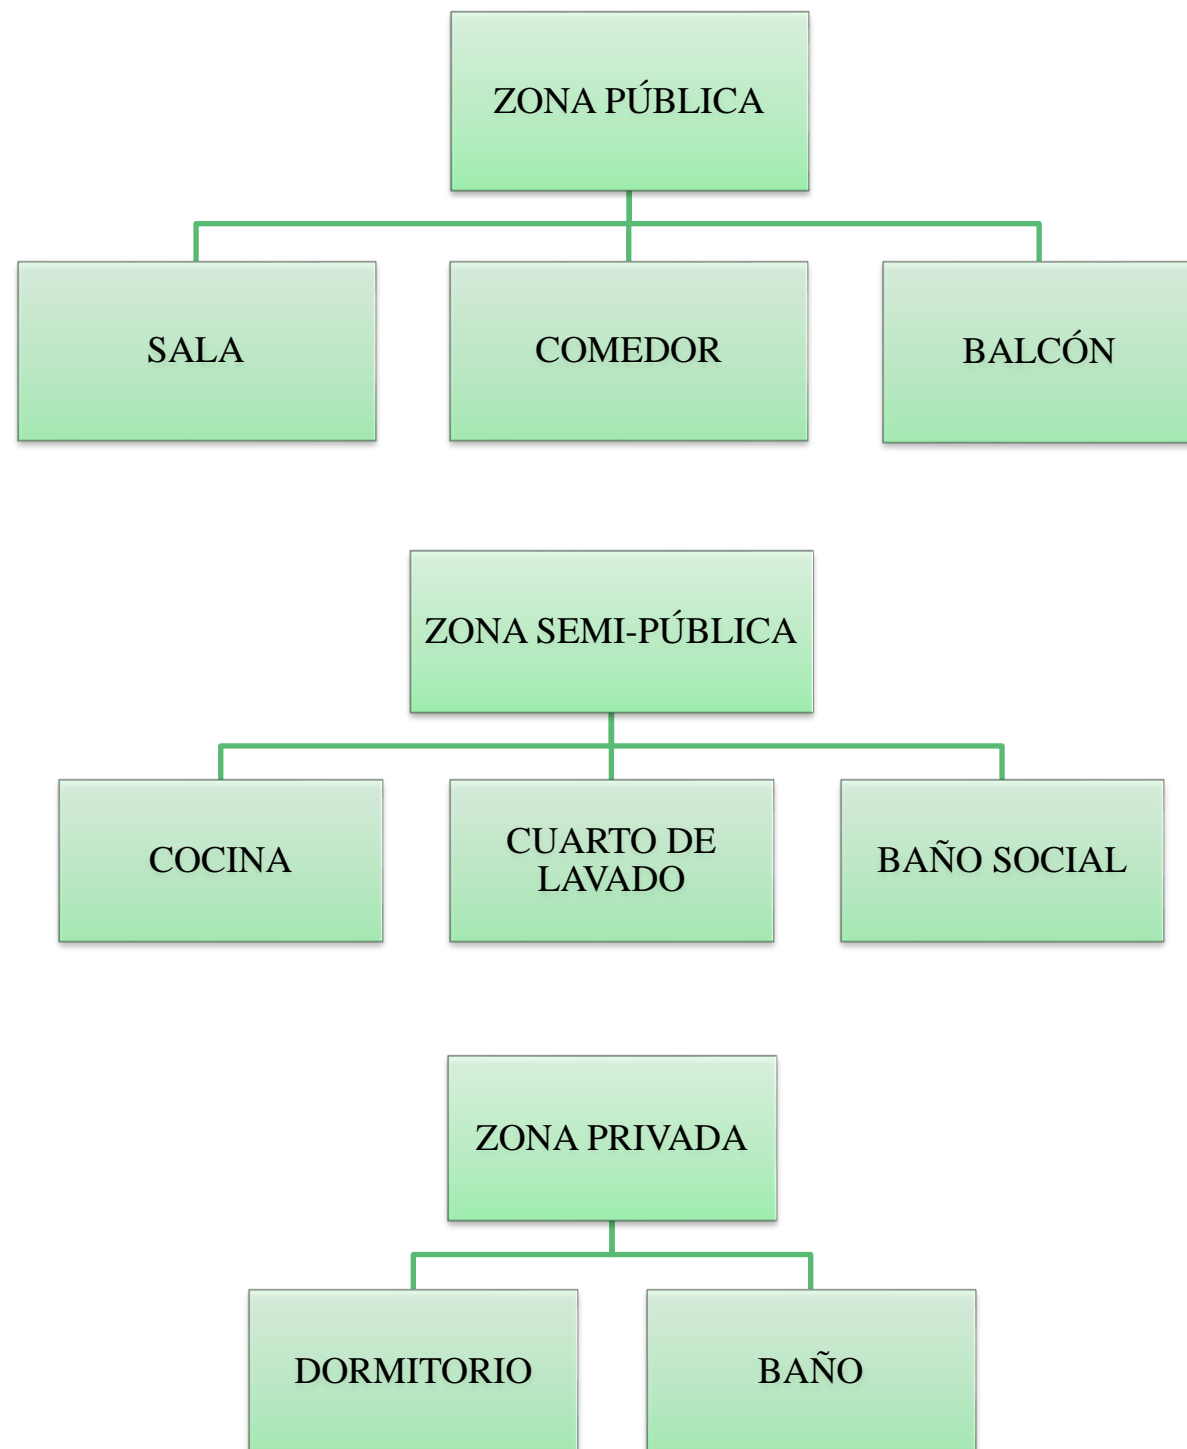 ZONA PÚBLICA
SALA
COMEDOR
BALCÓN
ZONA SEMI-PÚBLICA
COCINA
CUARTO DE
LAVADO
BAÑO SOCIAL
ZONA PRIVADA
DORMITORIO
BAÑO